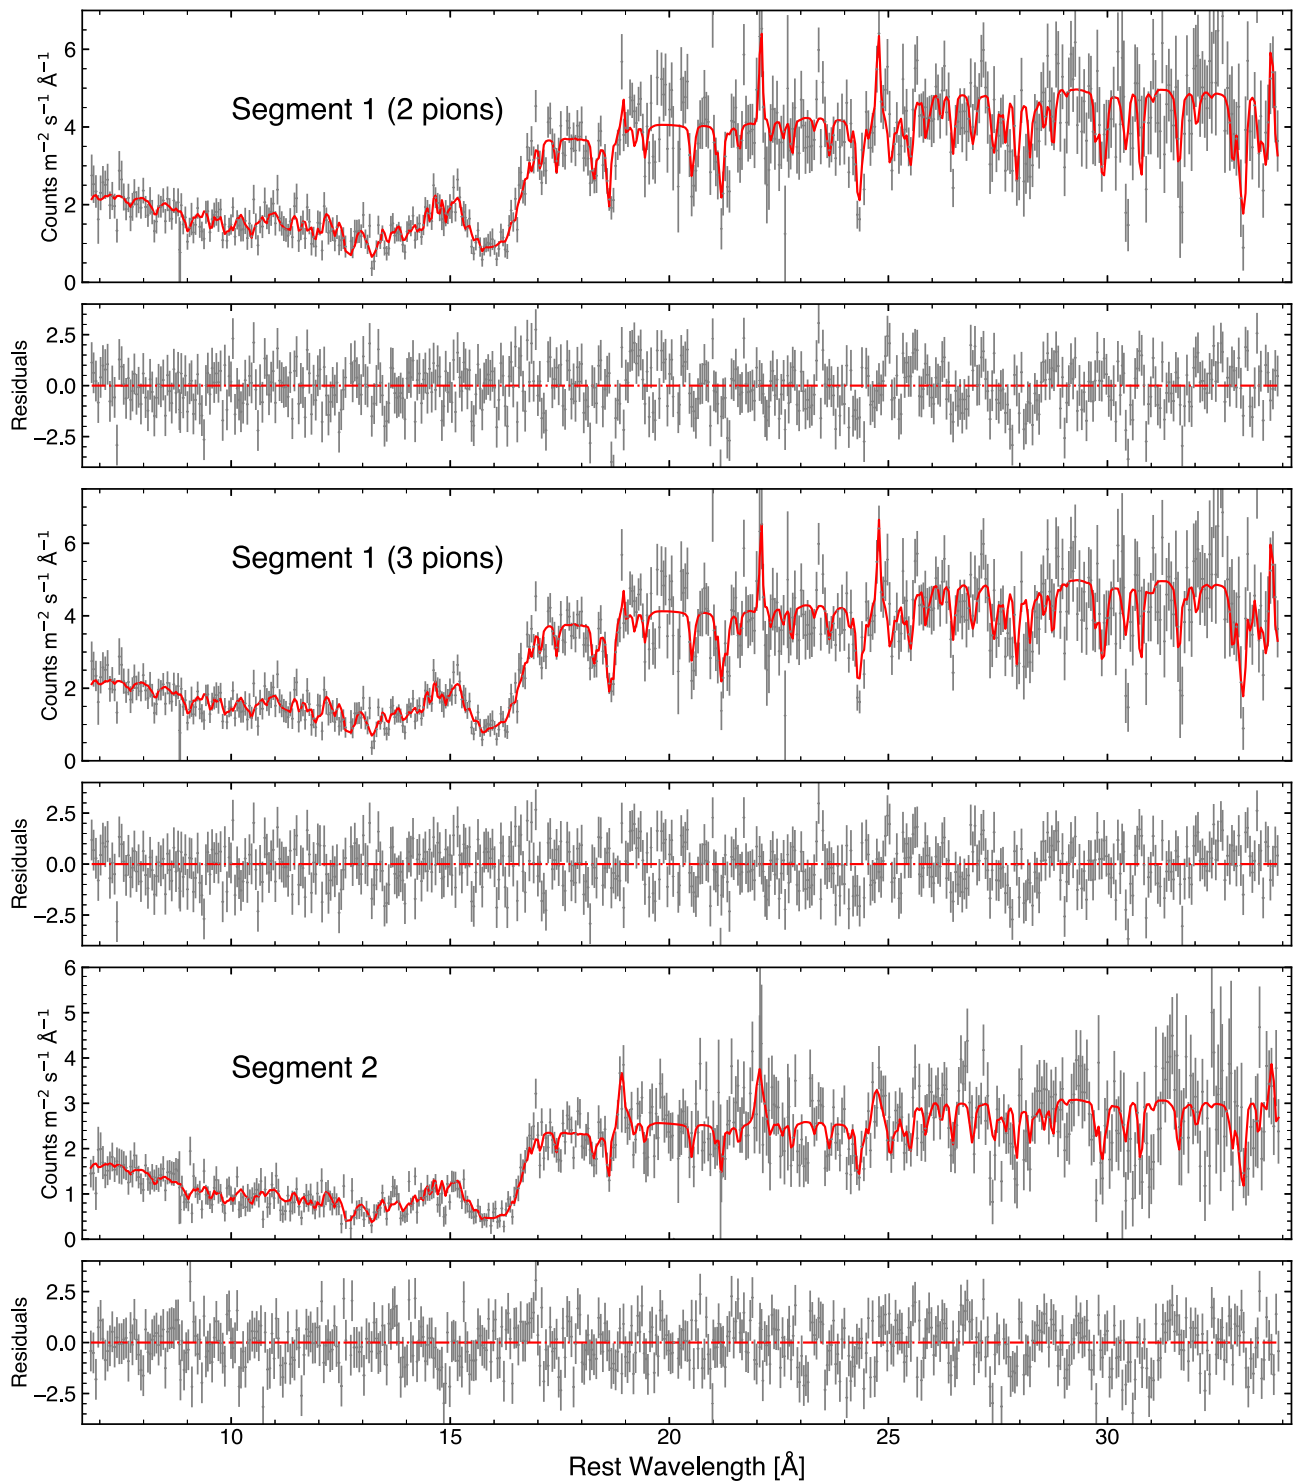 6
4
2
0
Counts m⁻² s⁻¹ Å⁻¹
Segment 1 (2 pions)
2.5
0.0
−2.5
Residuals
6
4
2
0
Counts m⁻² s⁻¹ Å⁻¹
Segment 1 (3 pions)
2.5
0.0
−2.5
Residuals
6
5
4
3
2
1
0
Counts m⁻² s⁻¹ Å⁻¹
Segment 2
2.5
0.0
−2.5
Residuals
10 15 20 25 30
Rest Wavelength [Å]